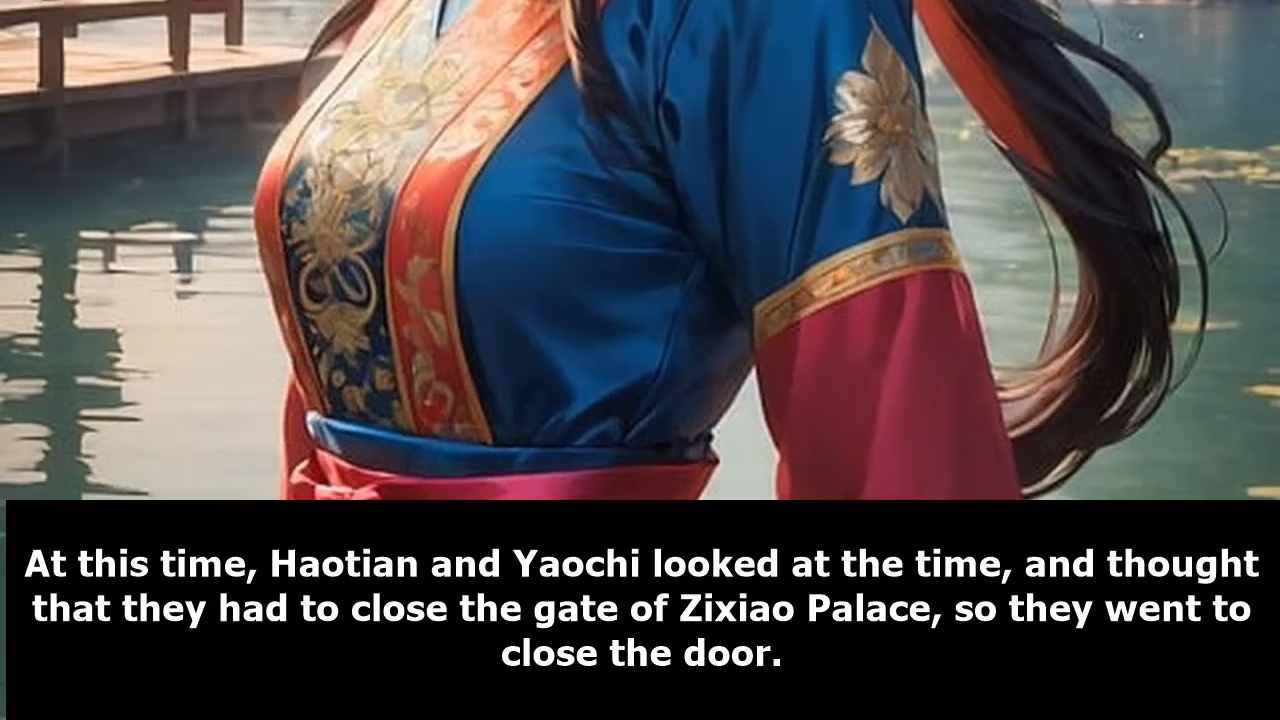 At this time, Haotian and Yaochi looked at the time, and thought
that they had to close the gate of Zixiao Palace, so they went to
close the door.